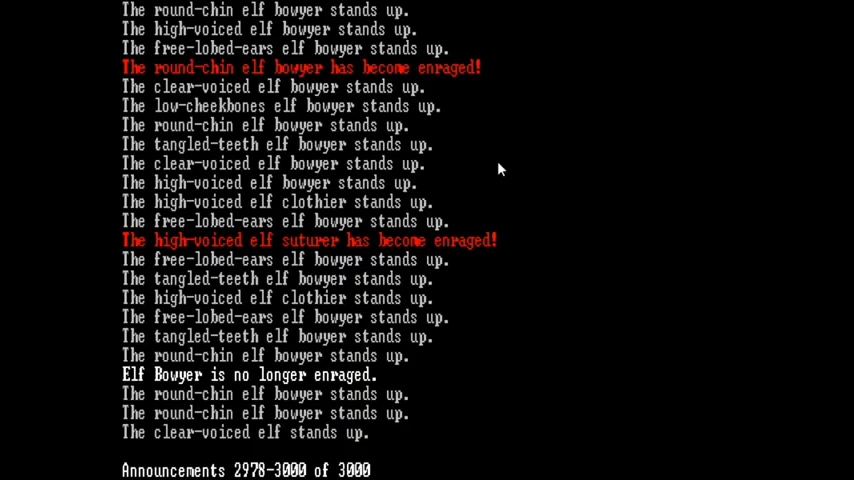 The round-chin elf bowyer stands up.
The high-voiced elf bowyer stands up.
The free-lobed-ears elf bowyer stands up.
The round-chin elf bowyer has become enraged!
The clear-voiced elf bowyer stands up.
The low-cheekbones elf bowyer stands up.
The round-chin elf bowyer stands up.
The tangled-teeth elf bowyer stands up.
The clear-voiced elf bowyer stands up.
The high-voiced elf bowyer stands up.
The high-voiced elf clothier stands up.
The free-lobed-ears elf bowyer stands up.
The high-voiced elf suturer has become enraged!
The free-lobed-ears elf bowyer stands up.
The tangled-teeth elf bowyer stands up.
The high-voiced elf clothier stands up.
The free-lobed-ears elf bowyer stands up.
The tangled-teeth elf bowyer stands up.
The round-chin elf bowyer stands up.
Elf Bowyer is no longer enraged.
The round-chin elf bowyer stands up.
The round-chin elf bowyer stands up.
The clear-voiced elf stands up.
Announcements 2978-3000 of 3000